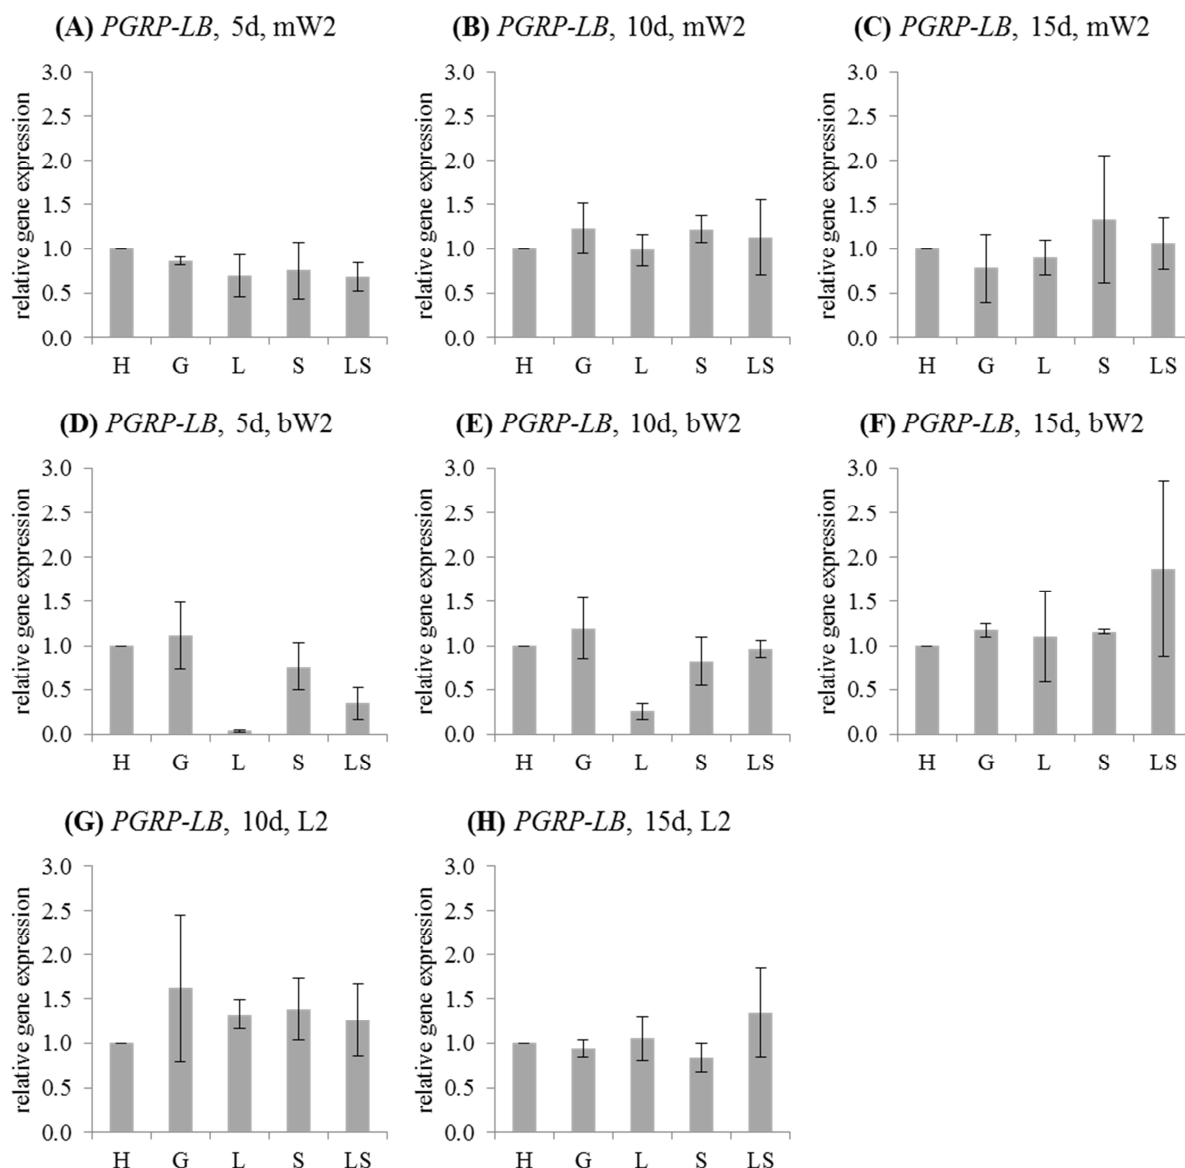 (A) PGRP-LB, 5d, mW2
relative gene expression
3.0
2.5
2.0
1.5
1.0
0.5
0.0
H G L S LS
(B) PGRP-LB, 10d, mW2
relative gene expression
3.0
2.5
2.0
1.5
1.0
0.5
0.0
H G L S LS
(C) PGRP-LB, 15d, mW2
relative gene expression
3.0
2.5
2.0
1.5
1.0
0.5
0.0
H G L S LS
(D) PGRP-LB, 5d, bW2
relative gene expression
3.0
2.5
2.0
1.5
1.0
0.5
0.0
H G L S LS
(E) PGRP-LB, 10d, bW2
relative gene expression
3.0
2.5
2.0
1.5
1.0
0.5
0.0
H G L S LS
(F) PGRP-LB, 15d, bW2
relative gene expression
3.0
2.5
2.0
1.5
1.0
0.5
0.0
H G L S LS
(G) PGRP-LB, 10d, L2
relative gene expression
3.0
2.5
2.0
1.5
1.0
0.5
0.0
H G L S LS
(H) PGRP-LB, 15d, L2
relative gene expression
3.0
2.5
2.0
1.5
1.0
0.5
0.0
H G L S LS